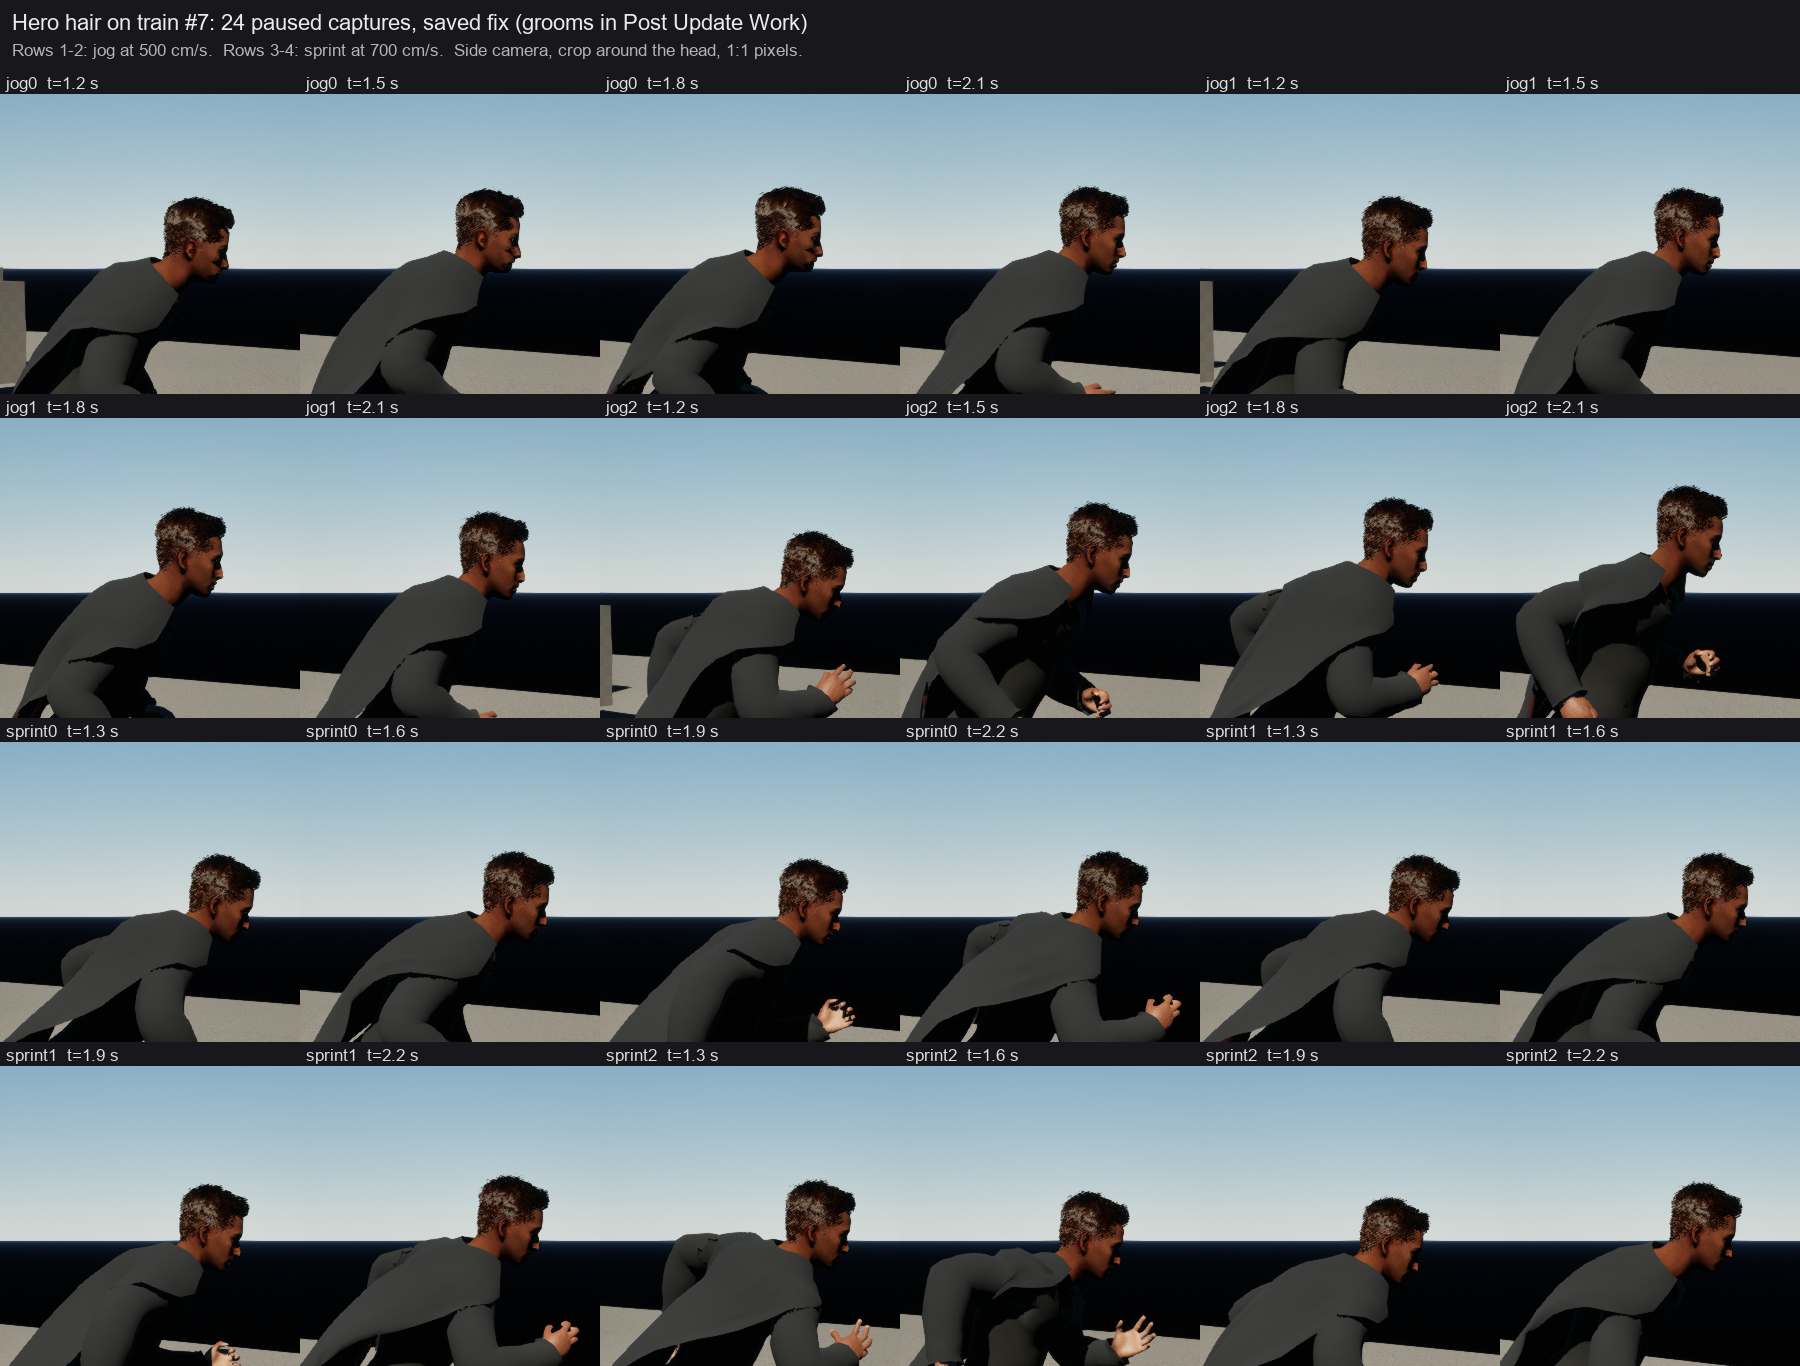 Hero hair on train #7: 24 paused captures, saved fix (grooms in Post Update Work)
Rows 1-2: jog at 500 cm/s.  Rows 3-4: sprint at 700 cm/s.  Side camera, crop around the head, 1:1 pixels.
jog0  t=1.2 s
jog0  t=1.5 s
jog0  t=1.8 s
jog0  t=2.1 s
jog1  t=1.2 s
jog1  t=1.5 s
jog1  t=1.8 s
jog1  t=2.1 s
jog2  t=1.2 s
jog2  t=1.5 s
jog2  t=1.8 s
jog2  t=2.1 s
sprint0  t=1.3 s
sprint0  t=1.6 s
sprint0  t=1.9 s
sprint0  t=2.2 s
sprint1  t=1.3 s
sprint1  t=1.6 s
sprint1  t=1.9 s
sprint1  t=2.2 s
sprint2  t=1.3 s
sprint2  t=1.6 s
sprint2  t=1.9 s
sprint2  t=2.2 s